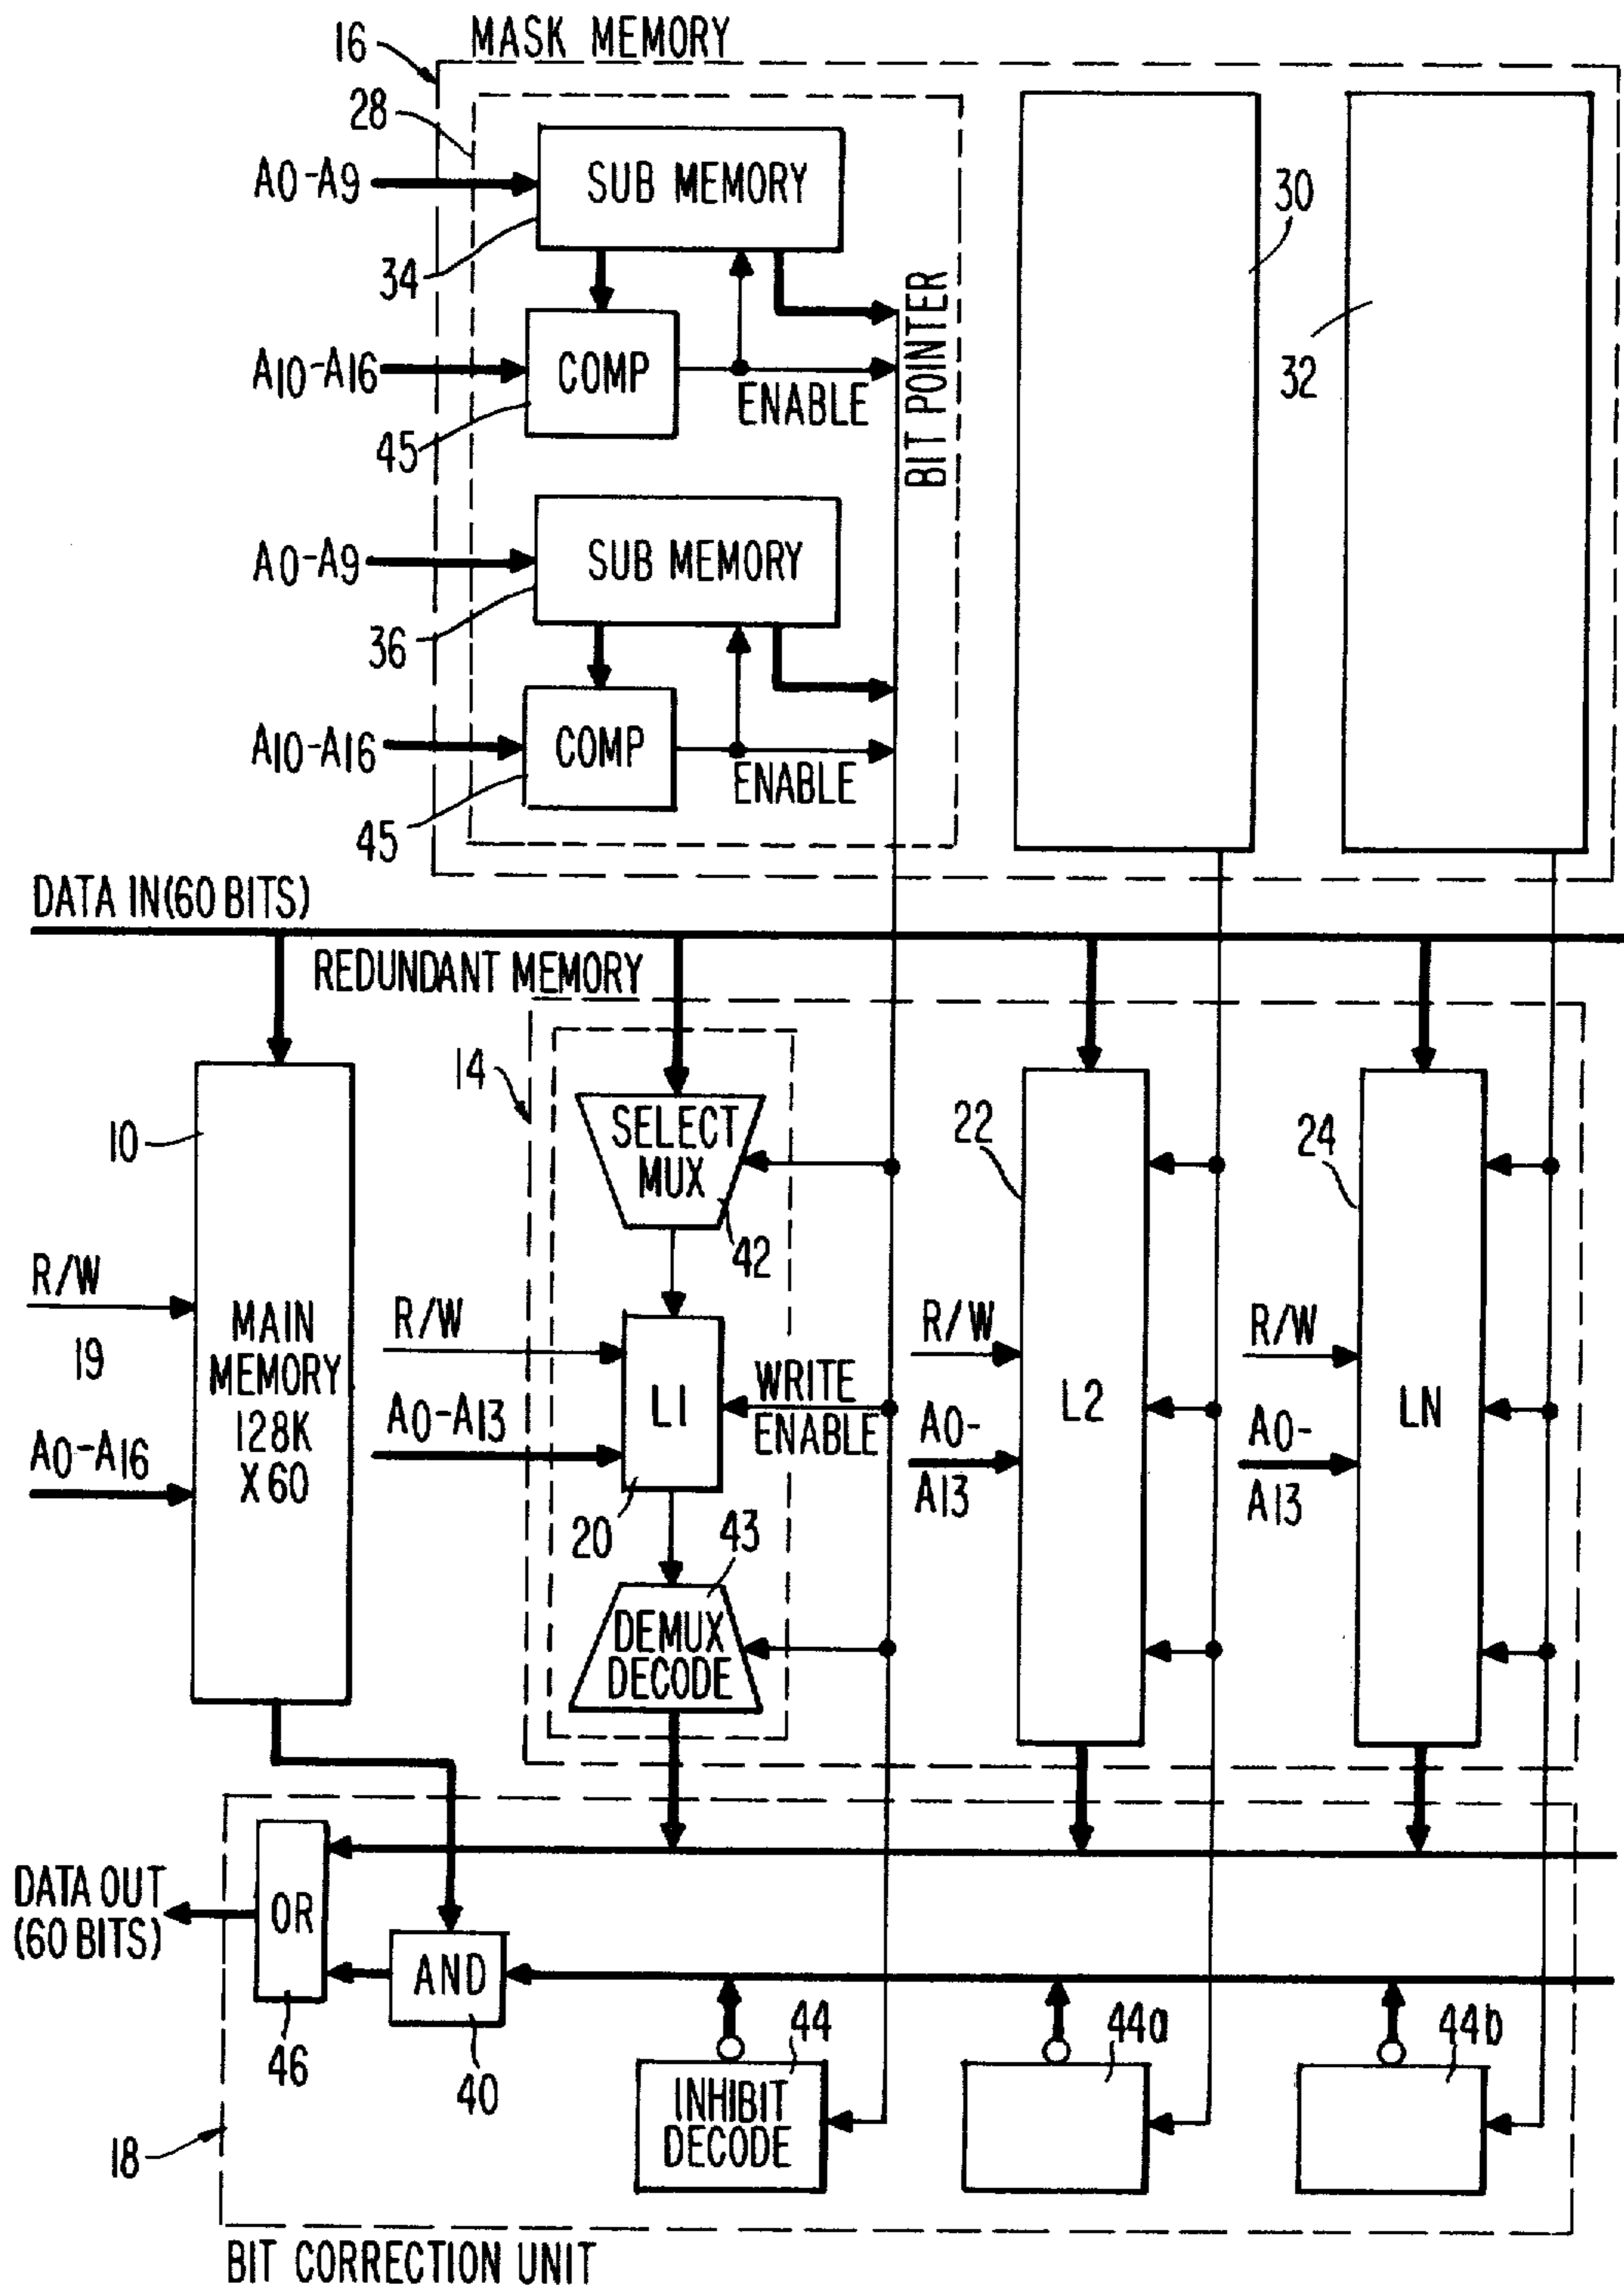 MASK MEMORY
16
28
A0-A9
SUB MEMORY
34
30
BIT POINTER
A10-A16
COMP
ENABLE
32
45
A0-A9
SUB MEMORY
36
A10-A16
COMP
ENABLE
45
DATA IN (60 BITS)
REDUNDANT MEMORY
14
10
SELECT
MUX
42
22
24
R/W
19
A0-A16
MAIN
MEMORY
128K
X60
R/W
A0-A13
L1
WRITE
ENABLE
20
R/W
A0-
A13
L2
R/W
A0-
A13
LN
43
DEMUX
DECODE
DATA OUT
(60 BITS)
OR
AND
46
40
44
INHIBIT
DECODE
44a
44b
18
BIT CORRECTION UNIT